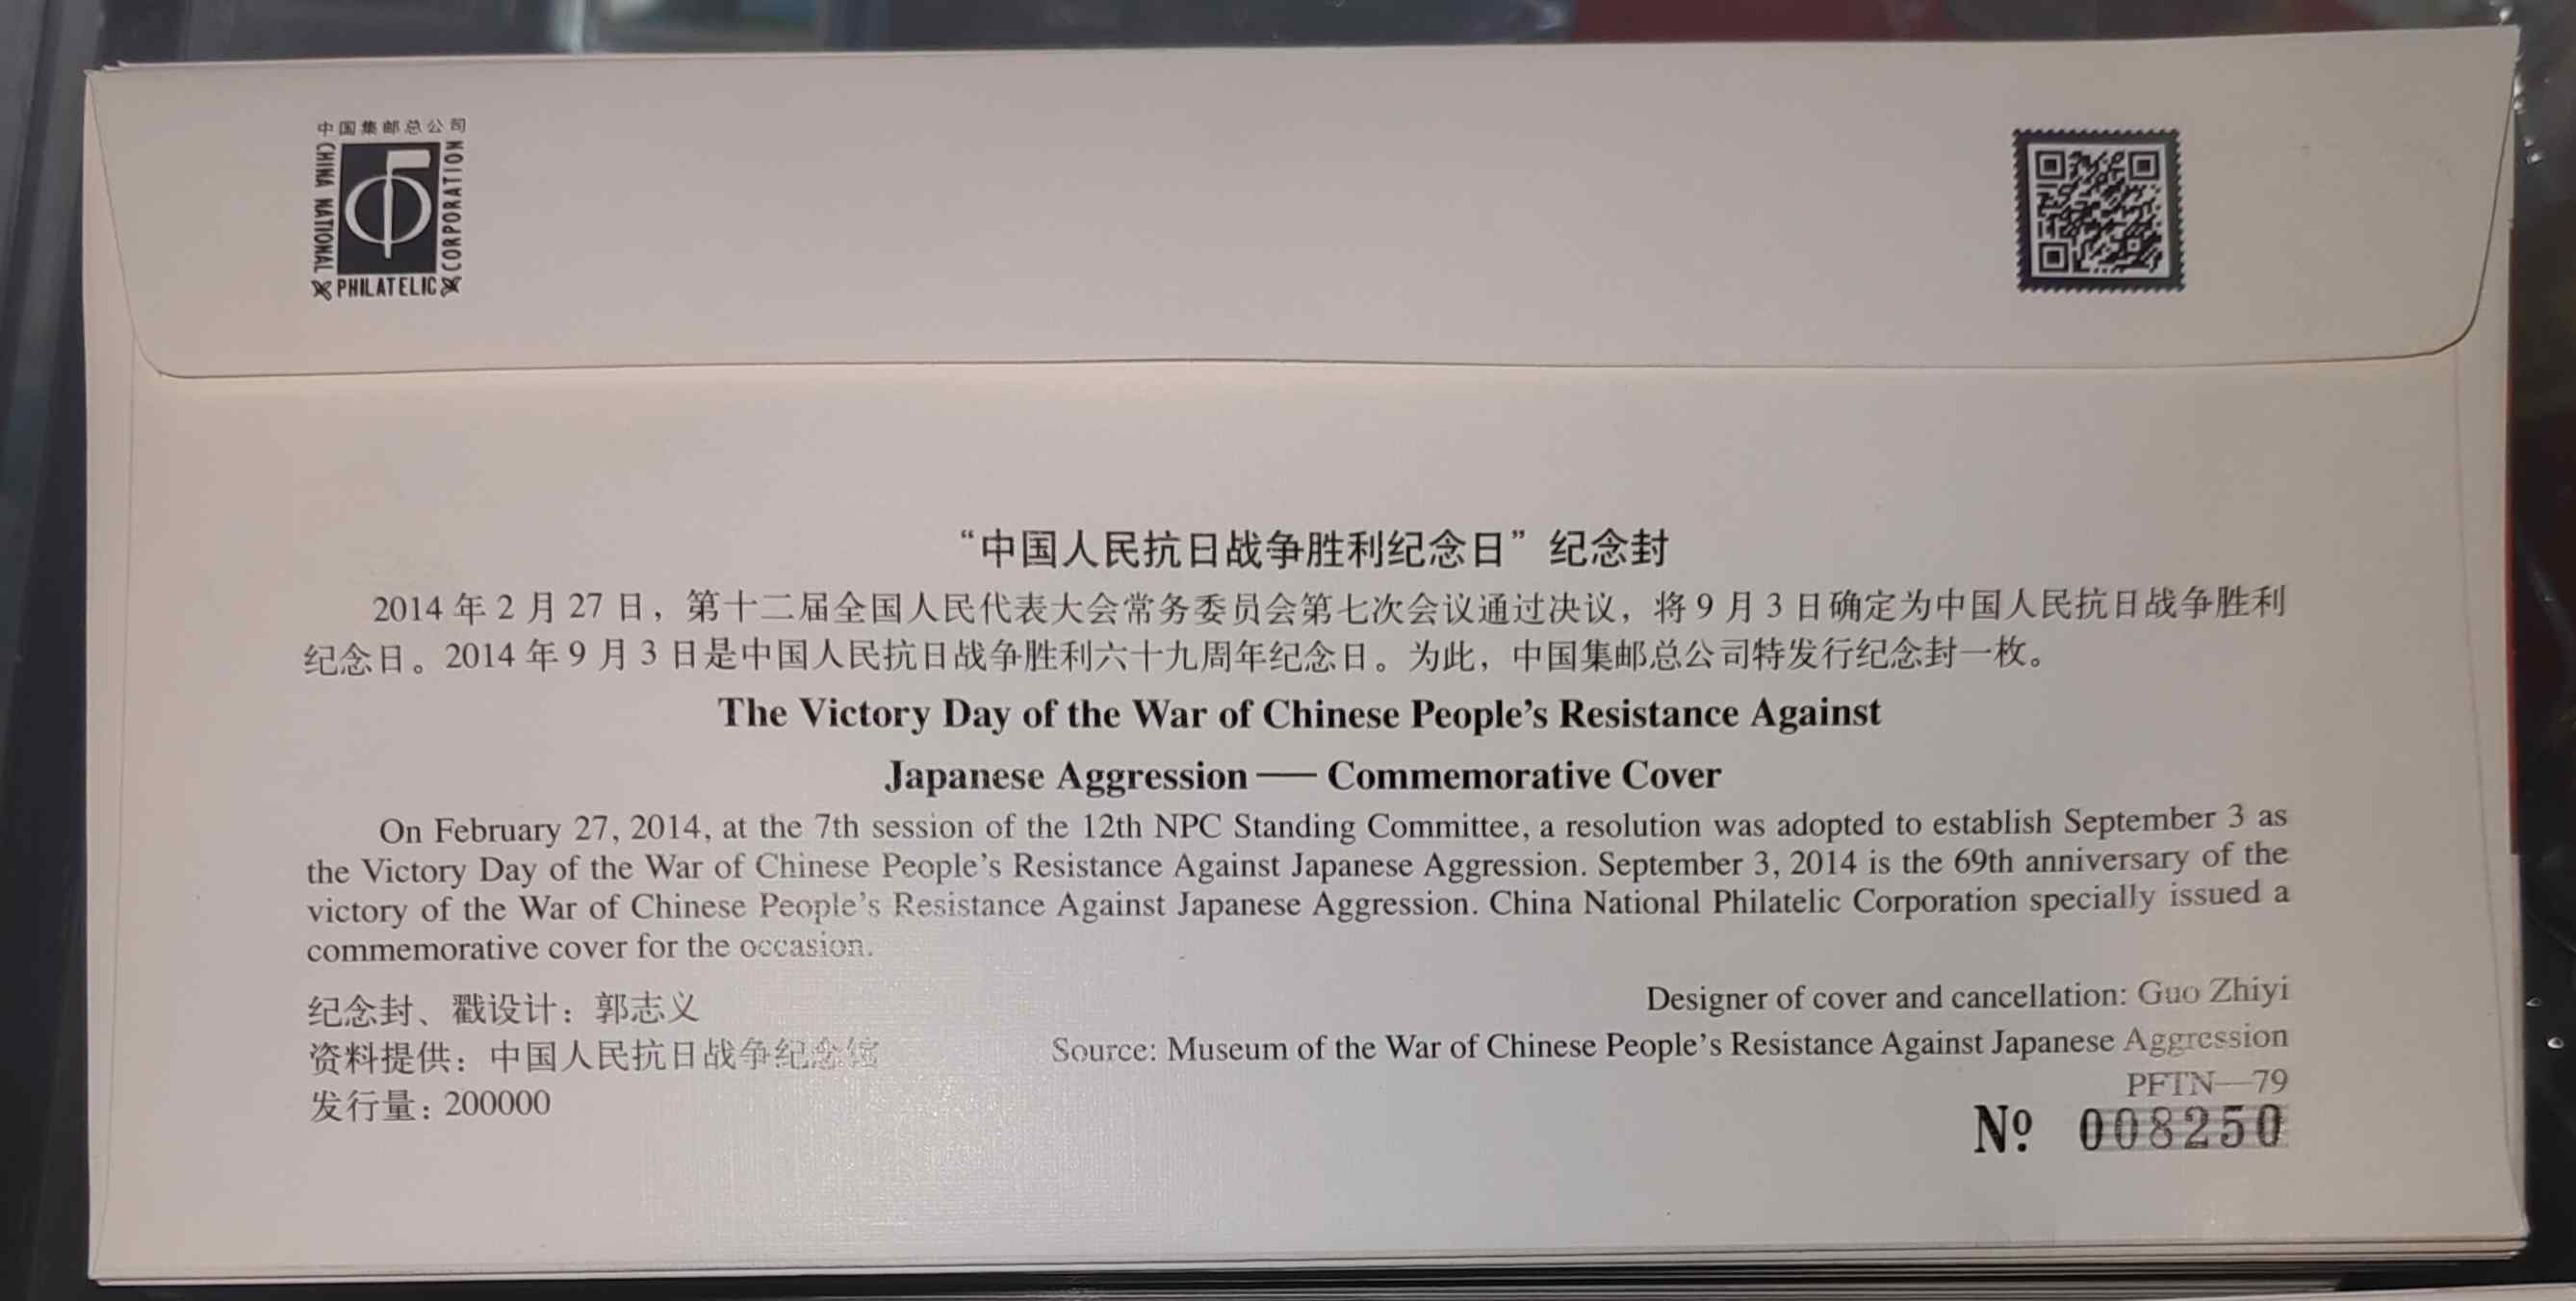 中国集邮总公司
CHINA NATIONAL
PHILATELIC
CORPORATION
“中国人民抗日战争胜利纪念日”纪念封
2014年2月27日，第十二届全国人民代表大会常务委员会第七次会议通过决议，将9月3日确定为中国人民抗日战争胜利
纪念日。2014年9月3日是中国人民抗日战争胜利六十九周年纪念日。为此，中国集邮总公司特发行纪念封一枚。
The Victory Day of the War of Chinese People’s Resistance Against
Japanese Aggression —— Commemorative Cover
On February 27, 2014, at the 7th session of the 12th NPC Standing Committee, a resolution was adopted to establish September 3 as
the Victory Day of the War of Chinese People’s Resistance Against Japanese Aggression. September 3, 2014 is the 69th anniversary of the
victory of the War of Chinese People’s Resistance Against Japanese Aggression. China National Philatelic Corporation specially issued a
commemorative cover for the occasion.
纪念封、戳设计：郭志义
Designer of cover and cancellation: Guo Zhiyi
资料提供：中国人民抗日战争纪念馆
Source: Museum of the War of Chinese People’s Resistance Against Japanese Aggression
PFTN—79
发行量：200000
№ 008250